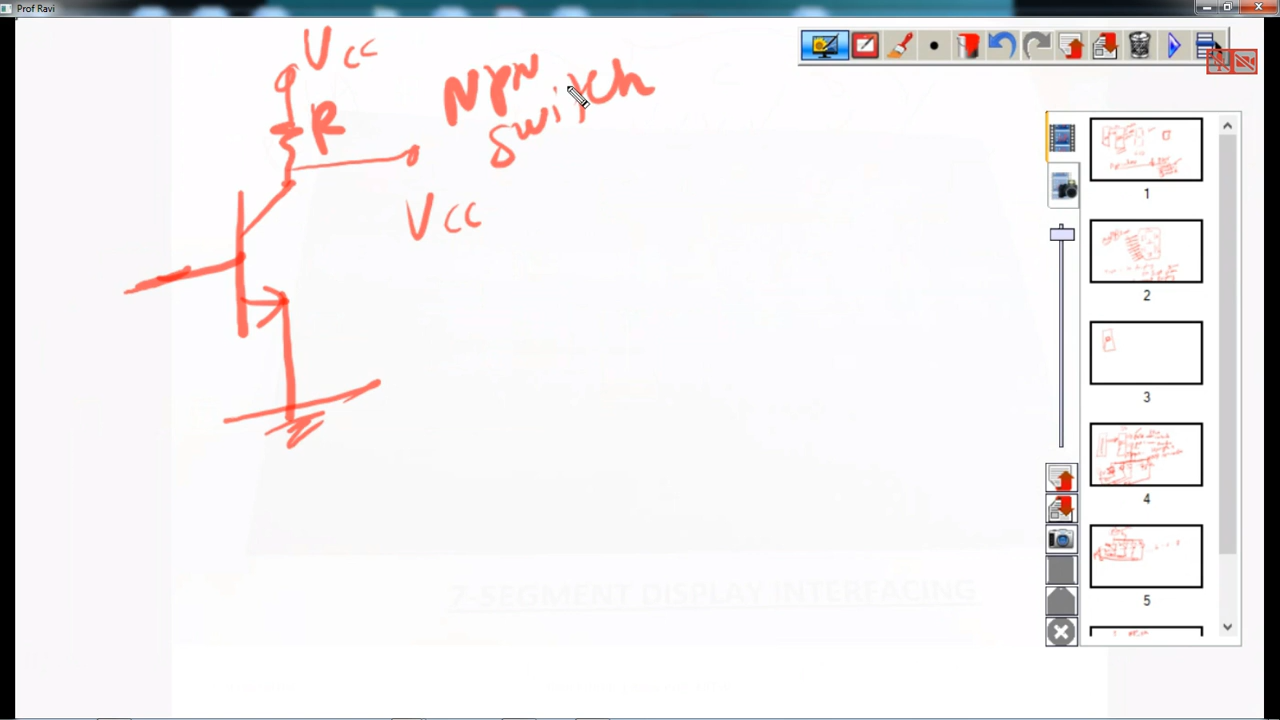 Prof Ravi
Vcc
R
NPN
switch
Vcc
1
2
3
4
5
7-SEGMENT DISPLAY INTERFACING